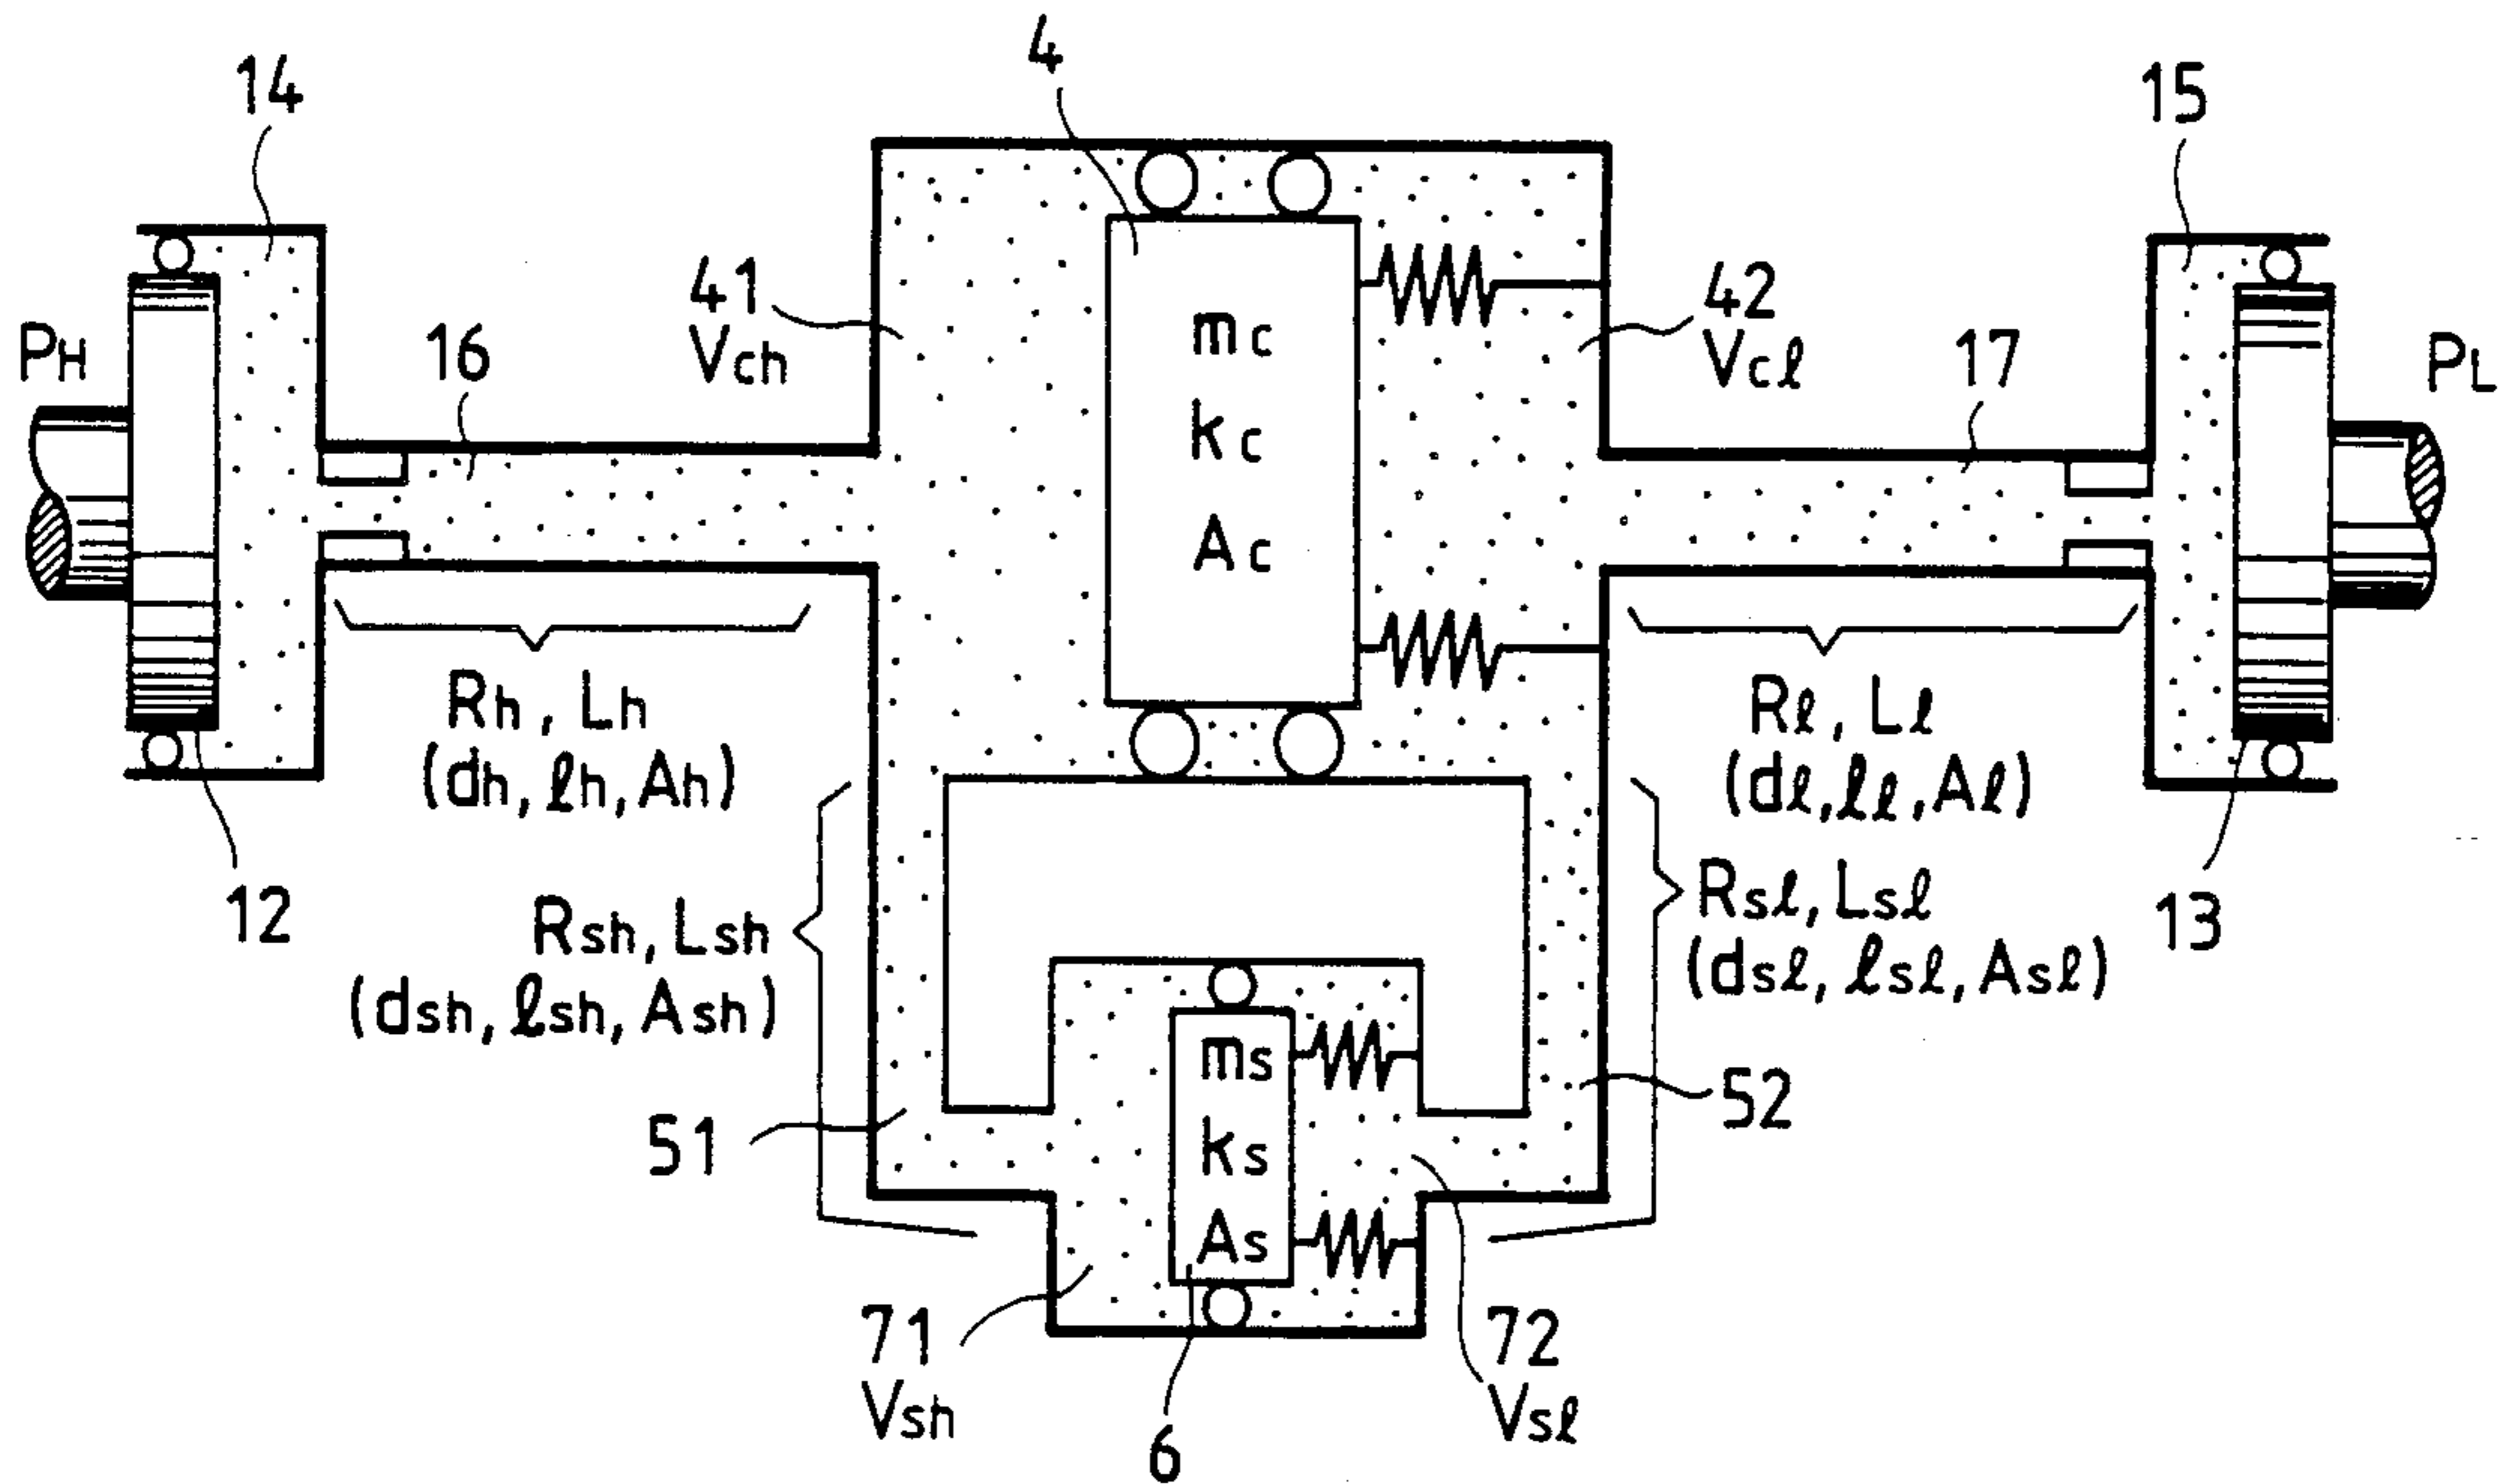 4
14
15
41
Vch
42
Vcℓ
PH
16
17
PL
mc
kc
Ac
Rh, Lh
(dh, ℓh, Ah)
Rℓ, Lℓ
(dℓ, ℓℓ, Aℓ)
12
13
Rsh, Lsh
(dsh, ℓsh, Ash)
Rsℓ, Lsℓ
(dsℓ, ℓsℓ, Asℓ)
ms
ks
As
51
52
71
Vsh
72
Vsℓ
6